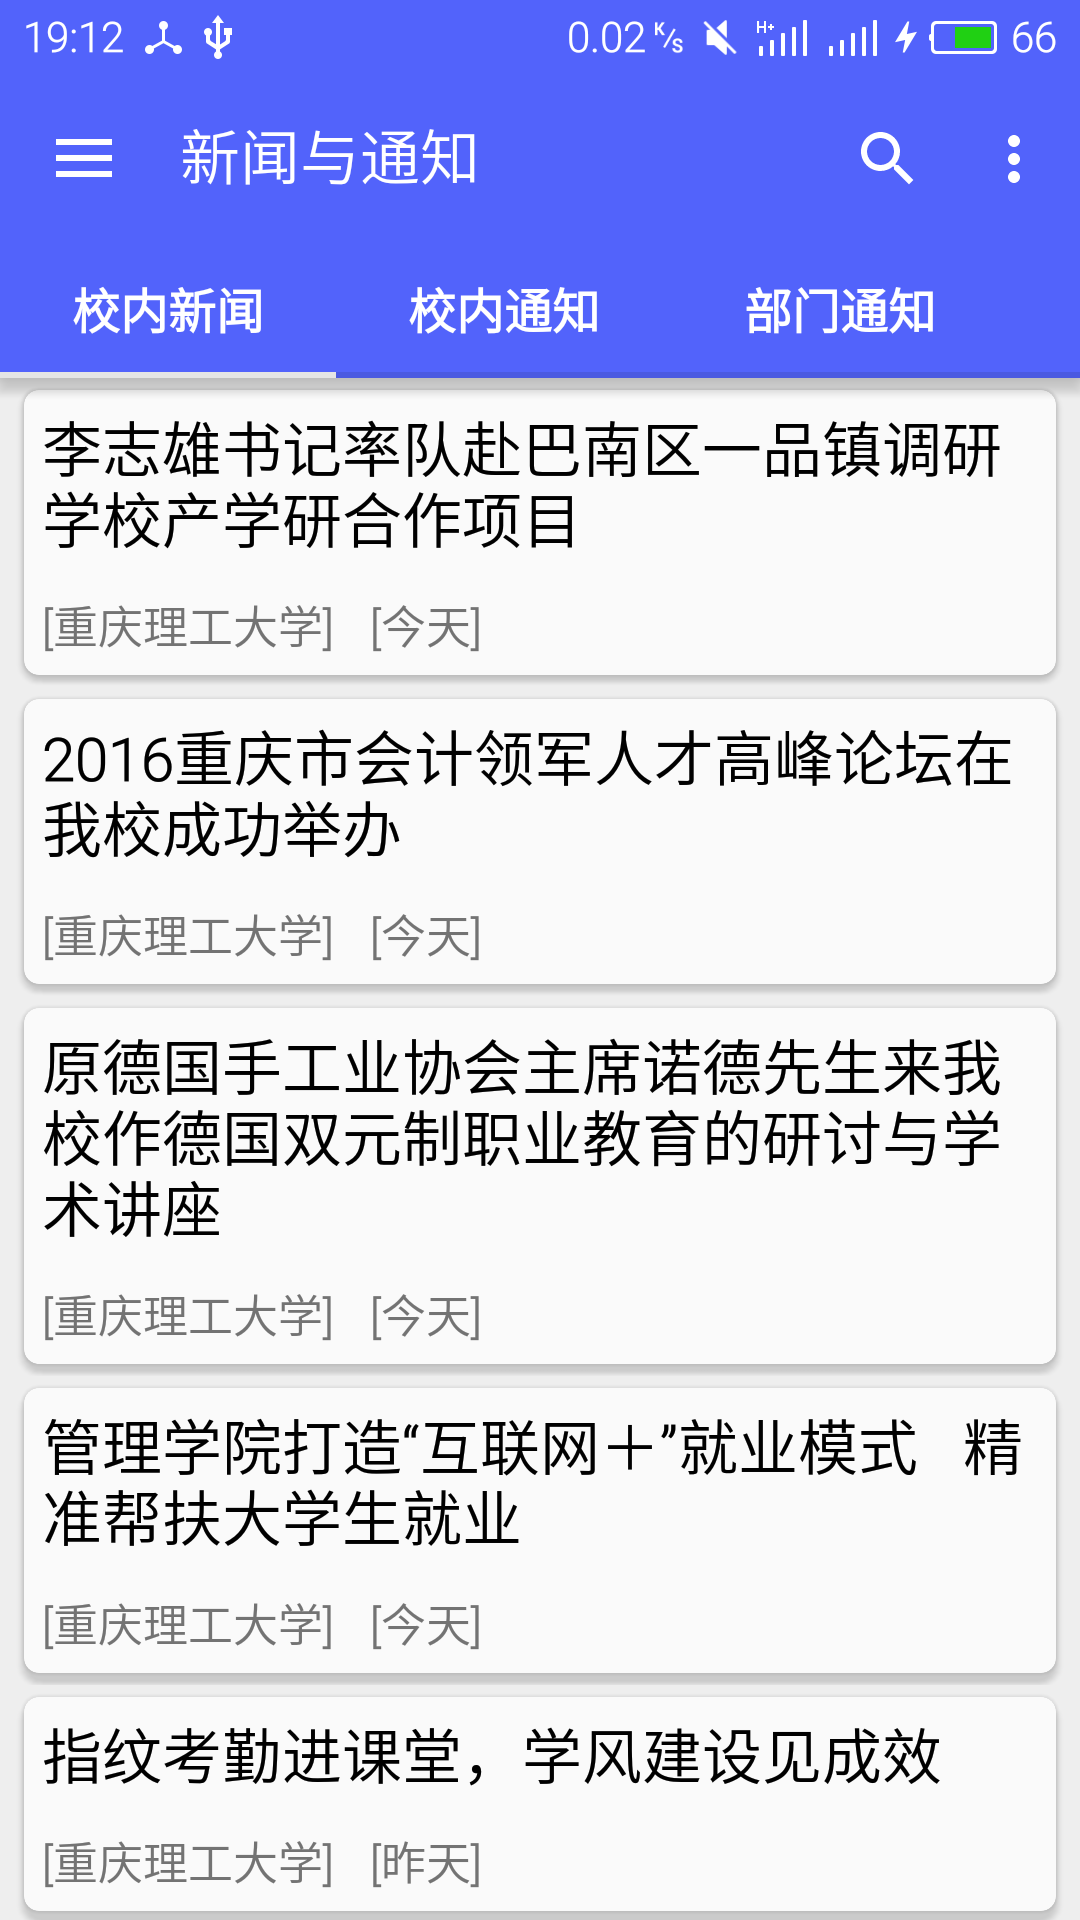 19:12 0.02 K/s H+ 66
新闻与通知
校内新闻 校内通知 部门通知
李志雄书记率队赴巴南区一品镇调研
学校产学研合作项目
[重庆理工大学] [今天]
2016重庆市会计领军人才高峰论坛在
我校成功举办
[重庆理工大学] [今天]
原德国手工业协会主席诺德先生来我
校作德国双元制职业教育的研讨与学
术讲座
[重庆理工大学] [今天]
管理学院打造“互联网＋”就业模式 精
准帮扶大学生就业
[重庆理工大学] [今天]
指纹考勤进课堂，学风建设见成效
[重庆理工大学] [昨天]